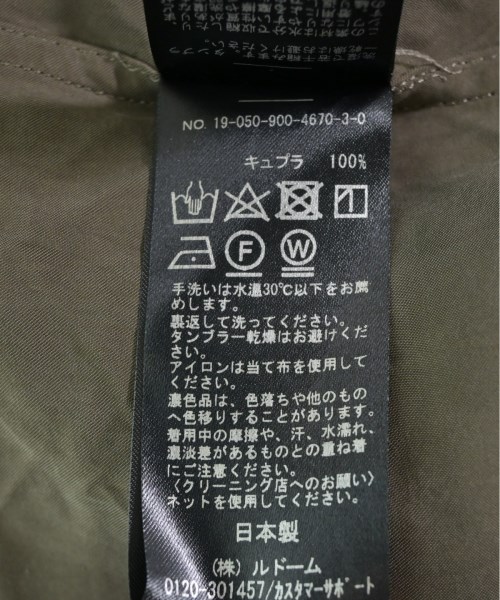 NO. 19-050-900-4670-3-0
キュプラ 100%
F W
手洗いは水温30℃以下をお薦
めします。
裏返して洗ってください。
タンブラー乾燥はお避けくださ
い。
アイロンは当て布を使用して
ください。
濃色品は、色落ちや他のもの
へ色移りすることがあります。
着用中の摩擦や、汗、水濡れ、
濃淡差があるものとの重ね着
にご注意ください。
〈クリーニング店へのお願い〉
ネットを使用してください。
日本製
(株) ルドーム
0120-301457/カスタマーサポート